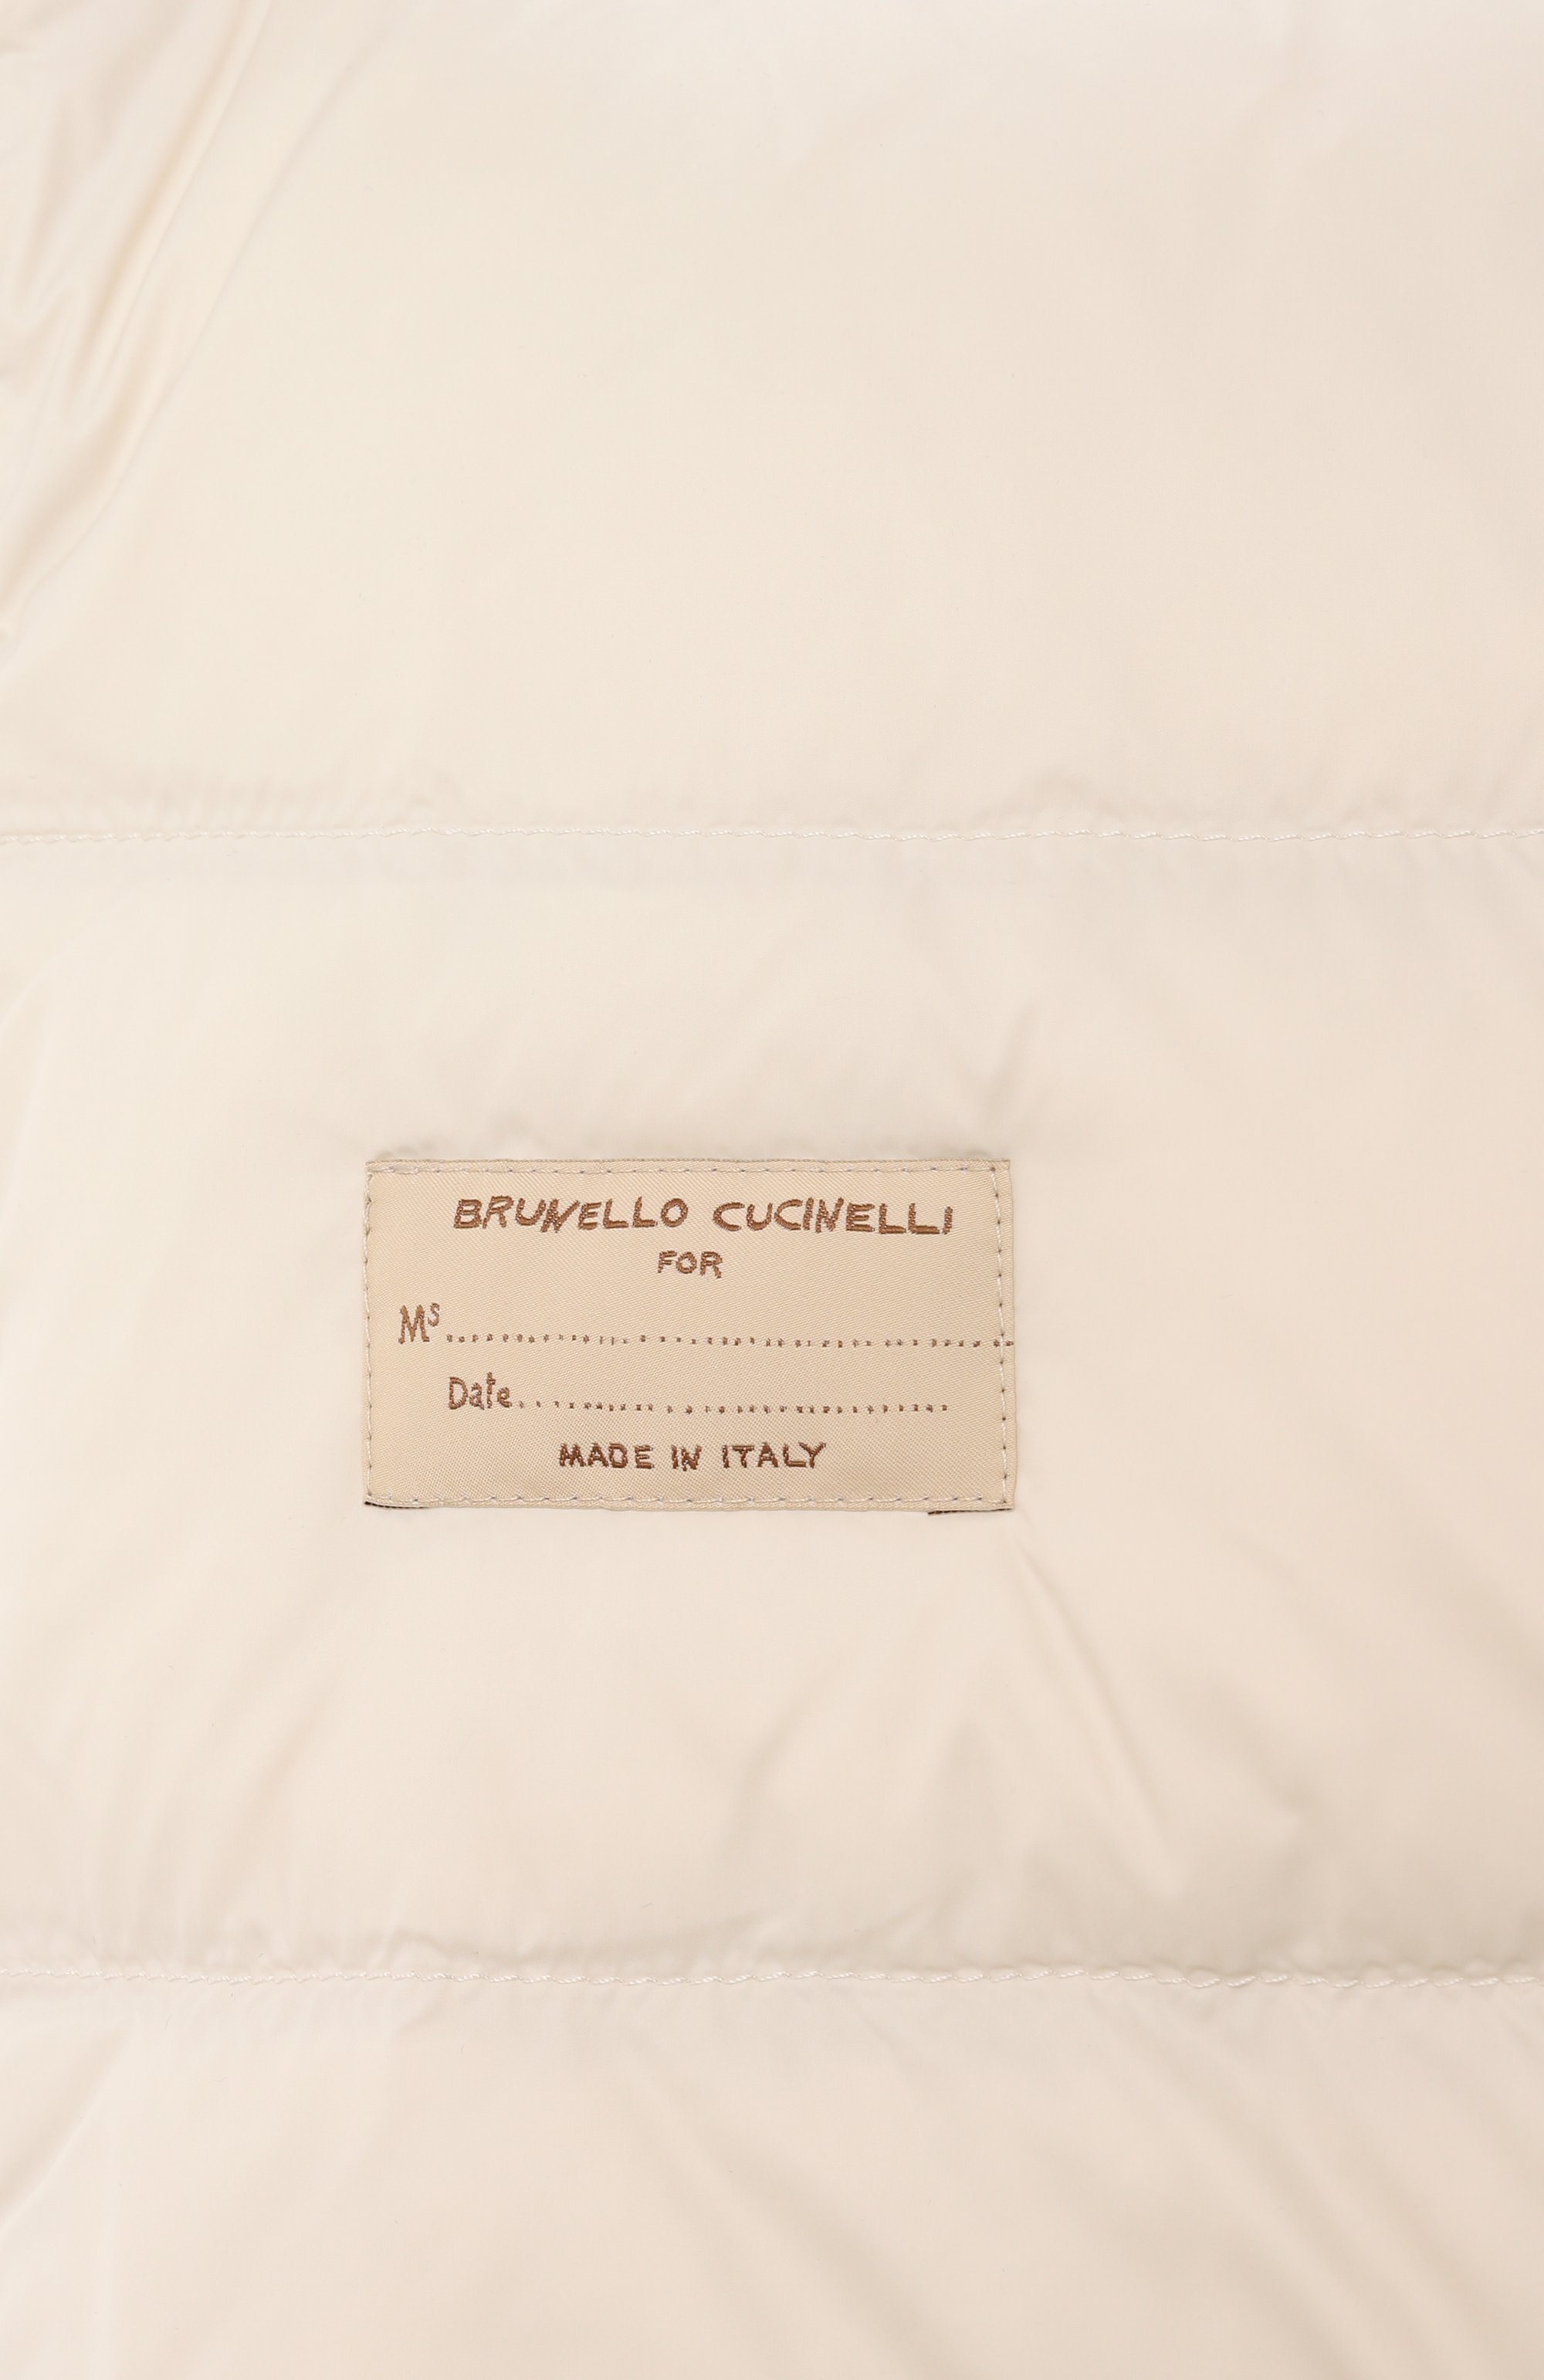 BRUNELLO CUCINELLI
FOR
Ms..........................................
Date..................................
MADE IN ITALY